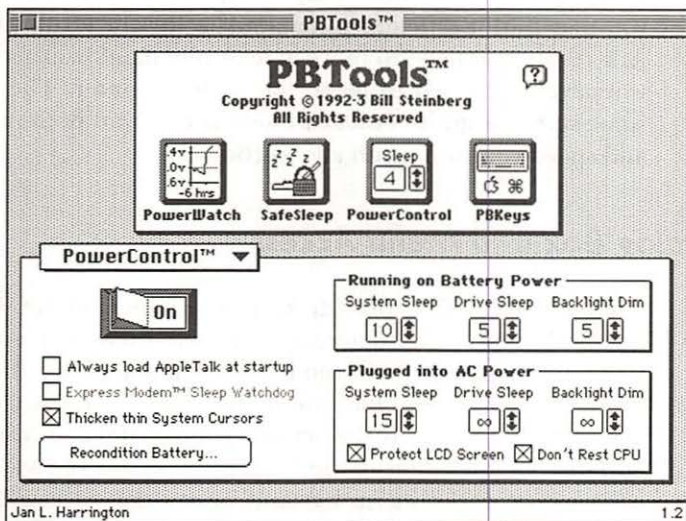 PBTools™
PBTools™
Copyright © 1992-3 Bill Steinberg
All Rights Reserved
?
.4v
.0v
.6v
-6 hrs
z z z z
Sleep
4
⌘
PowerWatch SafeSleep PowerControl PBKeys
PowerControl™
On
Always load AppleTalk at startup
Express Modem™ Sleep Watchdog
Thicken thin System Cursors
Recondition Battery...
Running on Battery Power
System Sleep Drive Sleep Backlight Dim
10 5 5
Plugged into AC Power
System Sleep Drive Sleep Backlight Dim
15 ∞ ∞
Protect LCD Screen Don't Rest CPU
Jan L. Harrington 1.2